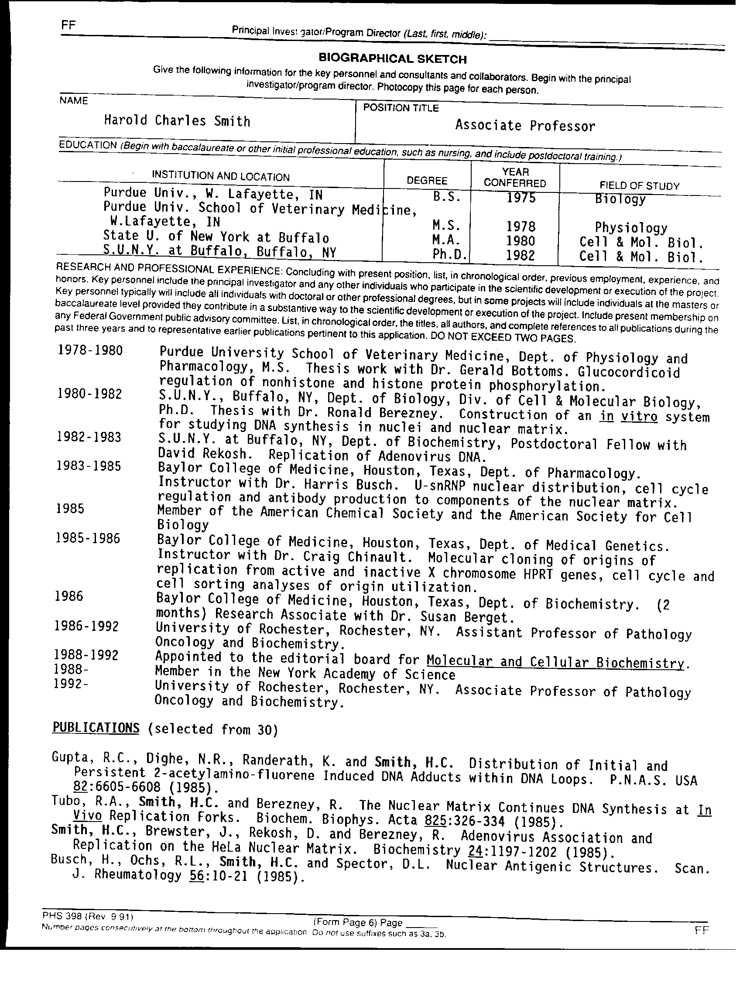 FF
Principal Investigator/Program Director (Last, first, middle):
BIOGRAPHICAL SKETCH
Give the following information for the key personnel and consultants and collaborators. Begin with the principal
investigator/program director. Photocopy this page for each person.
NAME
POSITION TITLE
Harold Charles Smith
Associate Professor
EDUCATION (Begin with baccalaureate or other initial professional education, such as nursing, and include postdoctoral training.)
INSTITUTION AND LOCATION DEGREE YEAR CONFERRED FIELD OF STUDY
Purdue Univ., W. Lafayette, IN B.S. 1975 Biology
Purdue Univ. School of Veterinary Medicine,
W.Lafayette, IN M.S. 1978 Physiology
State U. of New York at Buffalo M.A. 1980 Cell & Mol. Biol.
S.U.N.Y. at Buffalo, Buffalo, NY Ph.D. 1982 Cell & Mol. Biol.
RESEARCH AND PROFESSIONAL EXPERIENCE: Concluding with present position, list, in chronological order, previous employment, experience, and
honors. Key personnel include the principal investigator and any other individuals who participate in the scientific development or execution of the project.
Key personnel typically will include all individuals with doctoral or other professional degrees, but in some projects will include individuals at the masters or
baccalaureate level provided they contribute in a substantive way to the scientific development or execution of the project. Include present membership on
any Federal Government public advisory committee. List, in chronological order, the titles, all authors, and complete references to all publications during the
past three years and to representative earlier publications pertinent to this application. DO NOT EXCEED TWO PAGES.
1978-1980 Purdue University School of Veterinary Medicine, Dept. of Physiology and
Pharmacology, M.S. Thesis work with Dr. Gerald Bottoms. Glucocordicoid
regulation of nonhistone and histone protein phosphorylation.
1980-1982 S.U.N.Y., Buffalo, NY, Dept. of Biology, Div. of Cell & Molecular Biology,
Ph.D. Thesis with Dr. Ronald Berezney. Construction of an in vitro system
for studying DNA synthesis in nuclei and nuclear matrix.
1982-1983 S.U.N.Y. at Buffalo, NY, Dept. of Biochemistry, Postdoctoral Fellow with
David Rekosh. Replication of Adenovirus DNA.
1983-1985 Baylor College of Medicine, Houston, Texas, Dept. of Pharmacology.
Instructor with Dr. Harris Busch. U-snRNP nuclear distribution, cell cycle
regulation and antibody production to components of the nuclear matrix.
1985 Member of the American Chemical Society and the American Society for Cell
Biology
1985-1986 Baylor College of Medicine, Houston, Texas, Dept. of Medical Genetics.
Instructor with Dr. Craig Chinault. Molecular cloning of origins of
replication from active and inactive X chromosome HPRT genes, cell cycle and
cell sorting analyses of origin utilization.
1986 Baylor College of Medicine, Houston, Texas, Dept. of Biochemistry. (2
months) Research Associate with Dr. Susan Berget.
1986-1992 University of Rochester, Rochester, NY. Assistant Professor of Pathology
Oncology and Biochemistry.
1988-1992 Appointed to the editorial board for Molecular and Cellular Biochemistry.
1988- Member in the New York Academy of Science
1992- University of Rochester, Rochester, NY. Associate Professor of Pathology
Oncology and Biochemistry.
PUBLICATIONS (selected from 30)
Gupta, R.C., Dighe, N.R., Randerath, K. and Smith, H.C. Distribution of Initial and
Persistent 2-acetylamino-fluorene Induced DNA Adducts within DNA Loops. P.N.A.S. USA
82:6605-6608 (1985).
Tubo, R.A., Smith, H.C. and Berezney, R. The Nuclear Matrix Continues DNA Synthesis at In
Vivo Replication Forks. Biochem. Biophys. Acta 825:326-334 (1985).
Smith, H.C., Brewster, J., Rekosh, D. and Berezney, R. Adenovirus Association and
Replication on the HeLa Nuclear Matrix. Biochemistry 24:1197-1202 (1985).
Busch, H., Ochs, R.L., Smith, H.C. and Spector, D.L. Nuclear Antigenic Structures. Scan.
J. Rheumatology 56:10-21 (1985).
PHS 398 (Rev. 9/91) (Form Page 6) Page
Number pages consecutively at the bottom throughout the application. Do not use suffixes such as 3a, 3b.
FF